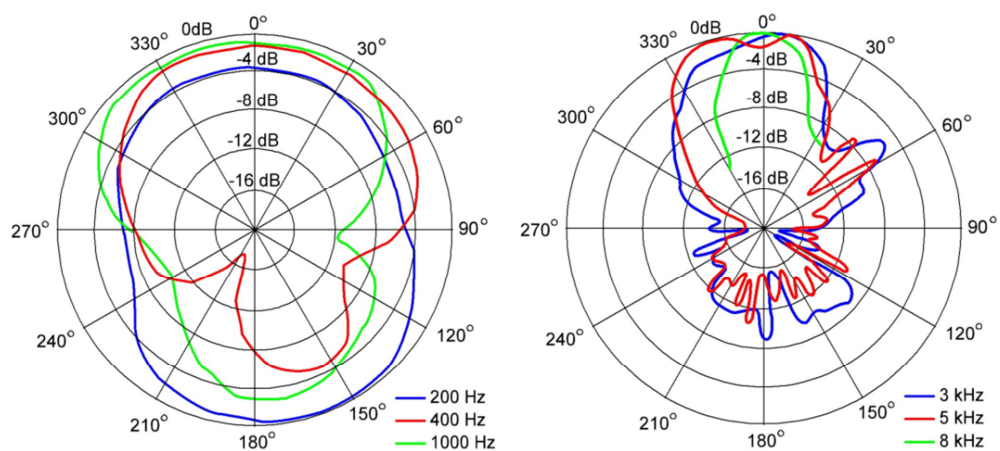 0dB 0°
330° 30°
-4 dB
-8 dB
300° 60°
-12 dB
-16 dB
270° 90°
240° 120°
210° 150°
180°
200 Hz
400 Hz
1000 Hz
0dB 0°
330° 30°
-4 dB
-8 dB
300° 60°
-12 dB
-16 dB
270° 90°
240° 120°
210° 150°
180°
3 kHz
5 kHz
8 kHz